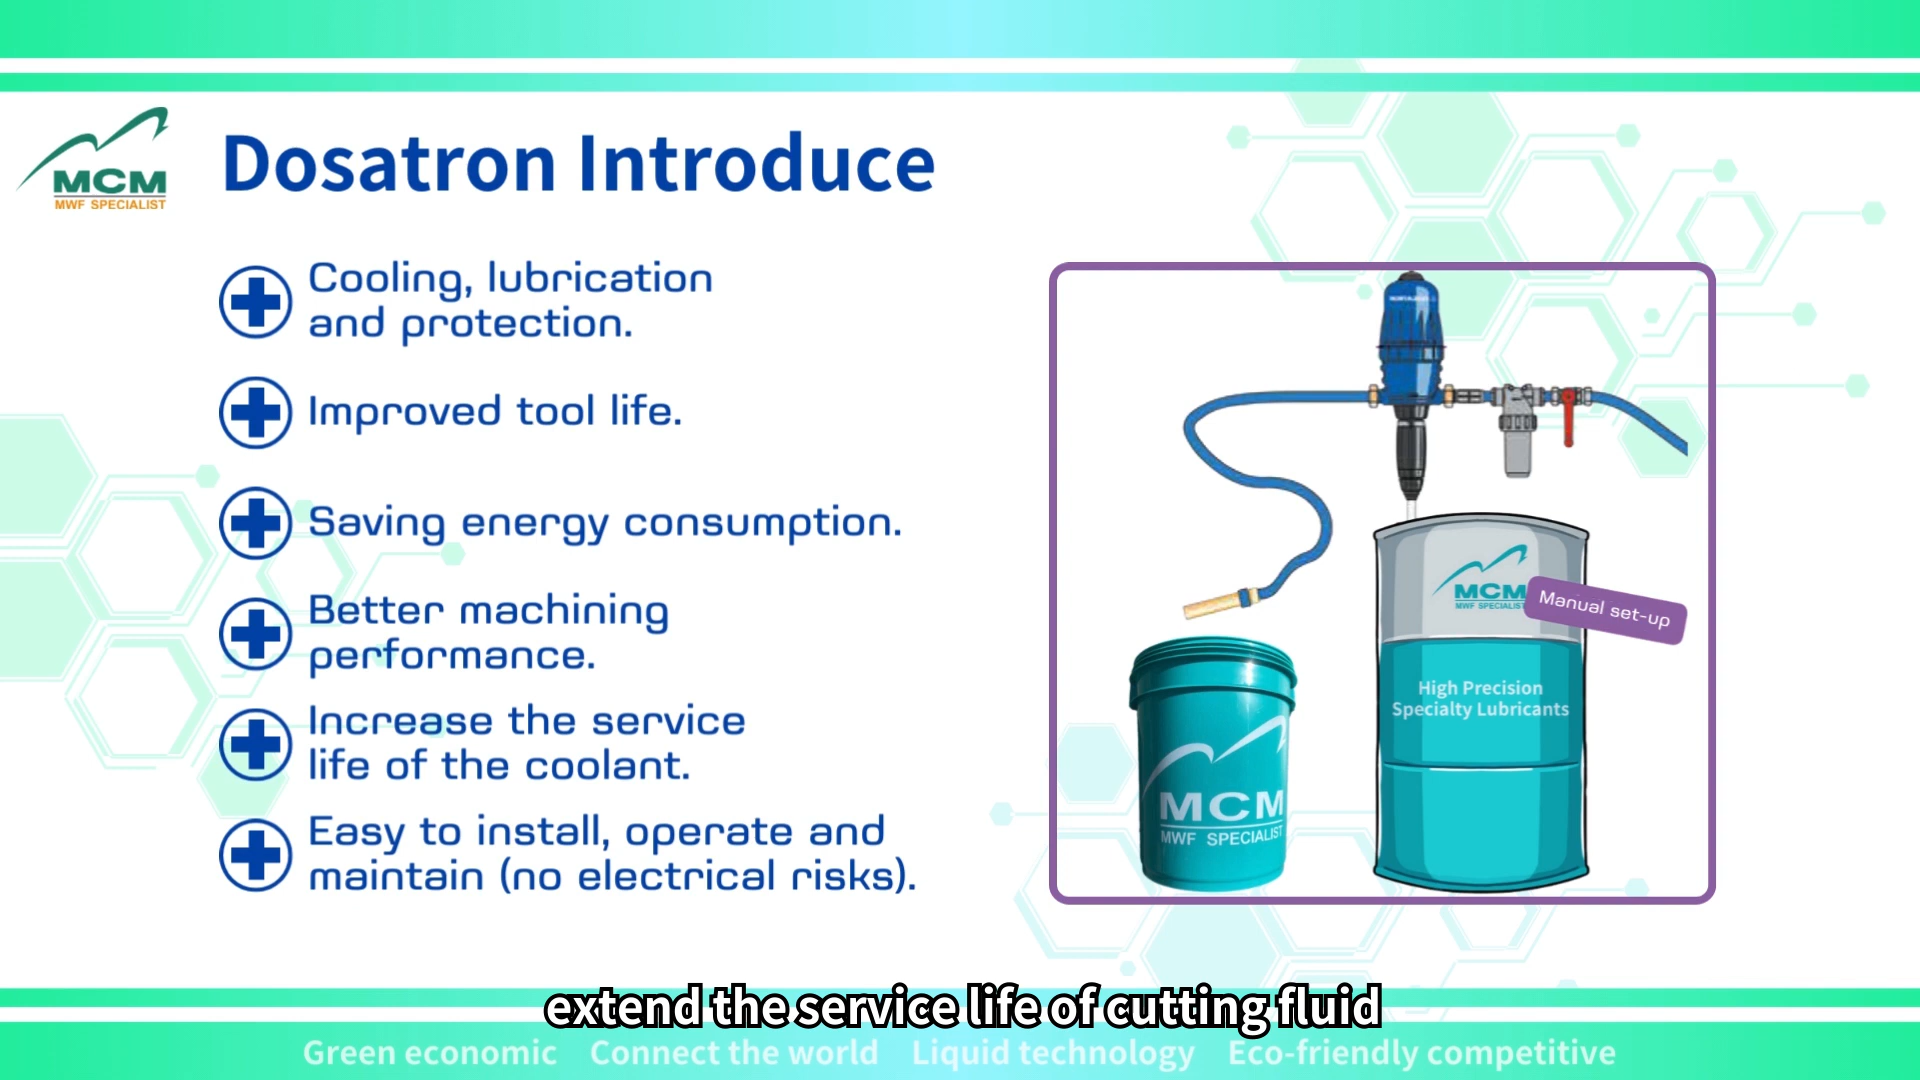 MCM
MWF SPECIALIST
Dosatron Introduce
Cooling, lubrication
and protection.
Improved tool life.
Saving energy consumption.
Better machining
performance.
Increase the service
life of the coolant.
Easy to install, operate and
maintain (no electrical risks).
MCM
MWF SPECIALIST
Manual set-up
High Precision
Specialty Lubricants
MCM
MWF SPECIALIST
extend the service life of cutting fluid
Green economic Connect the world Liquid technology Eco-friendly competitive